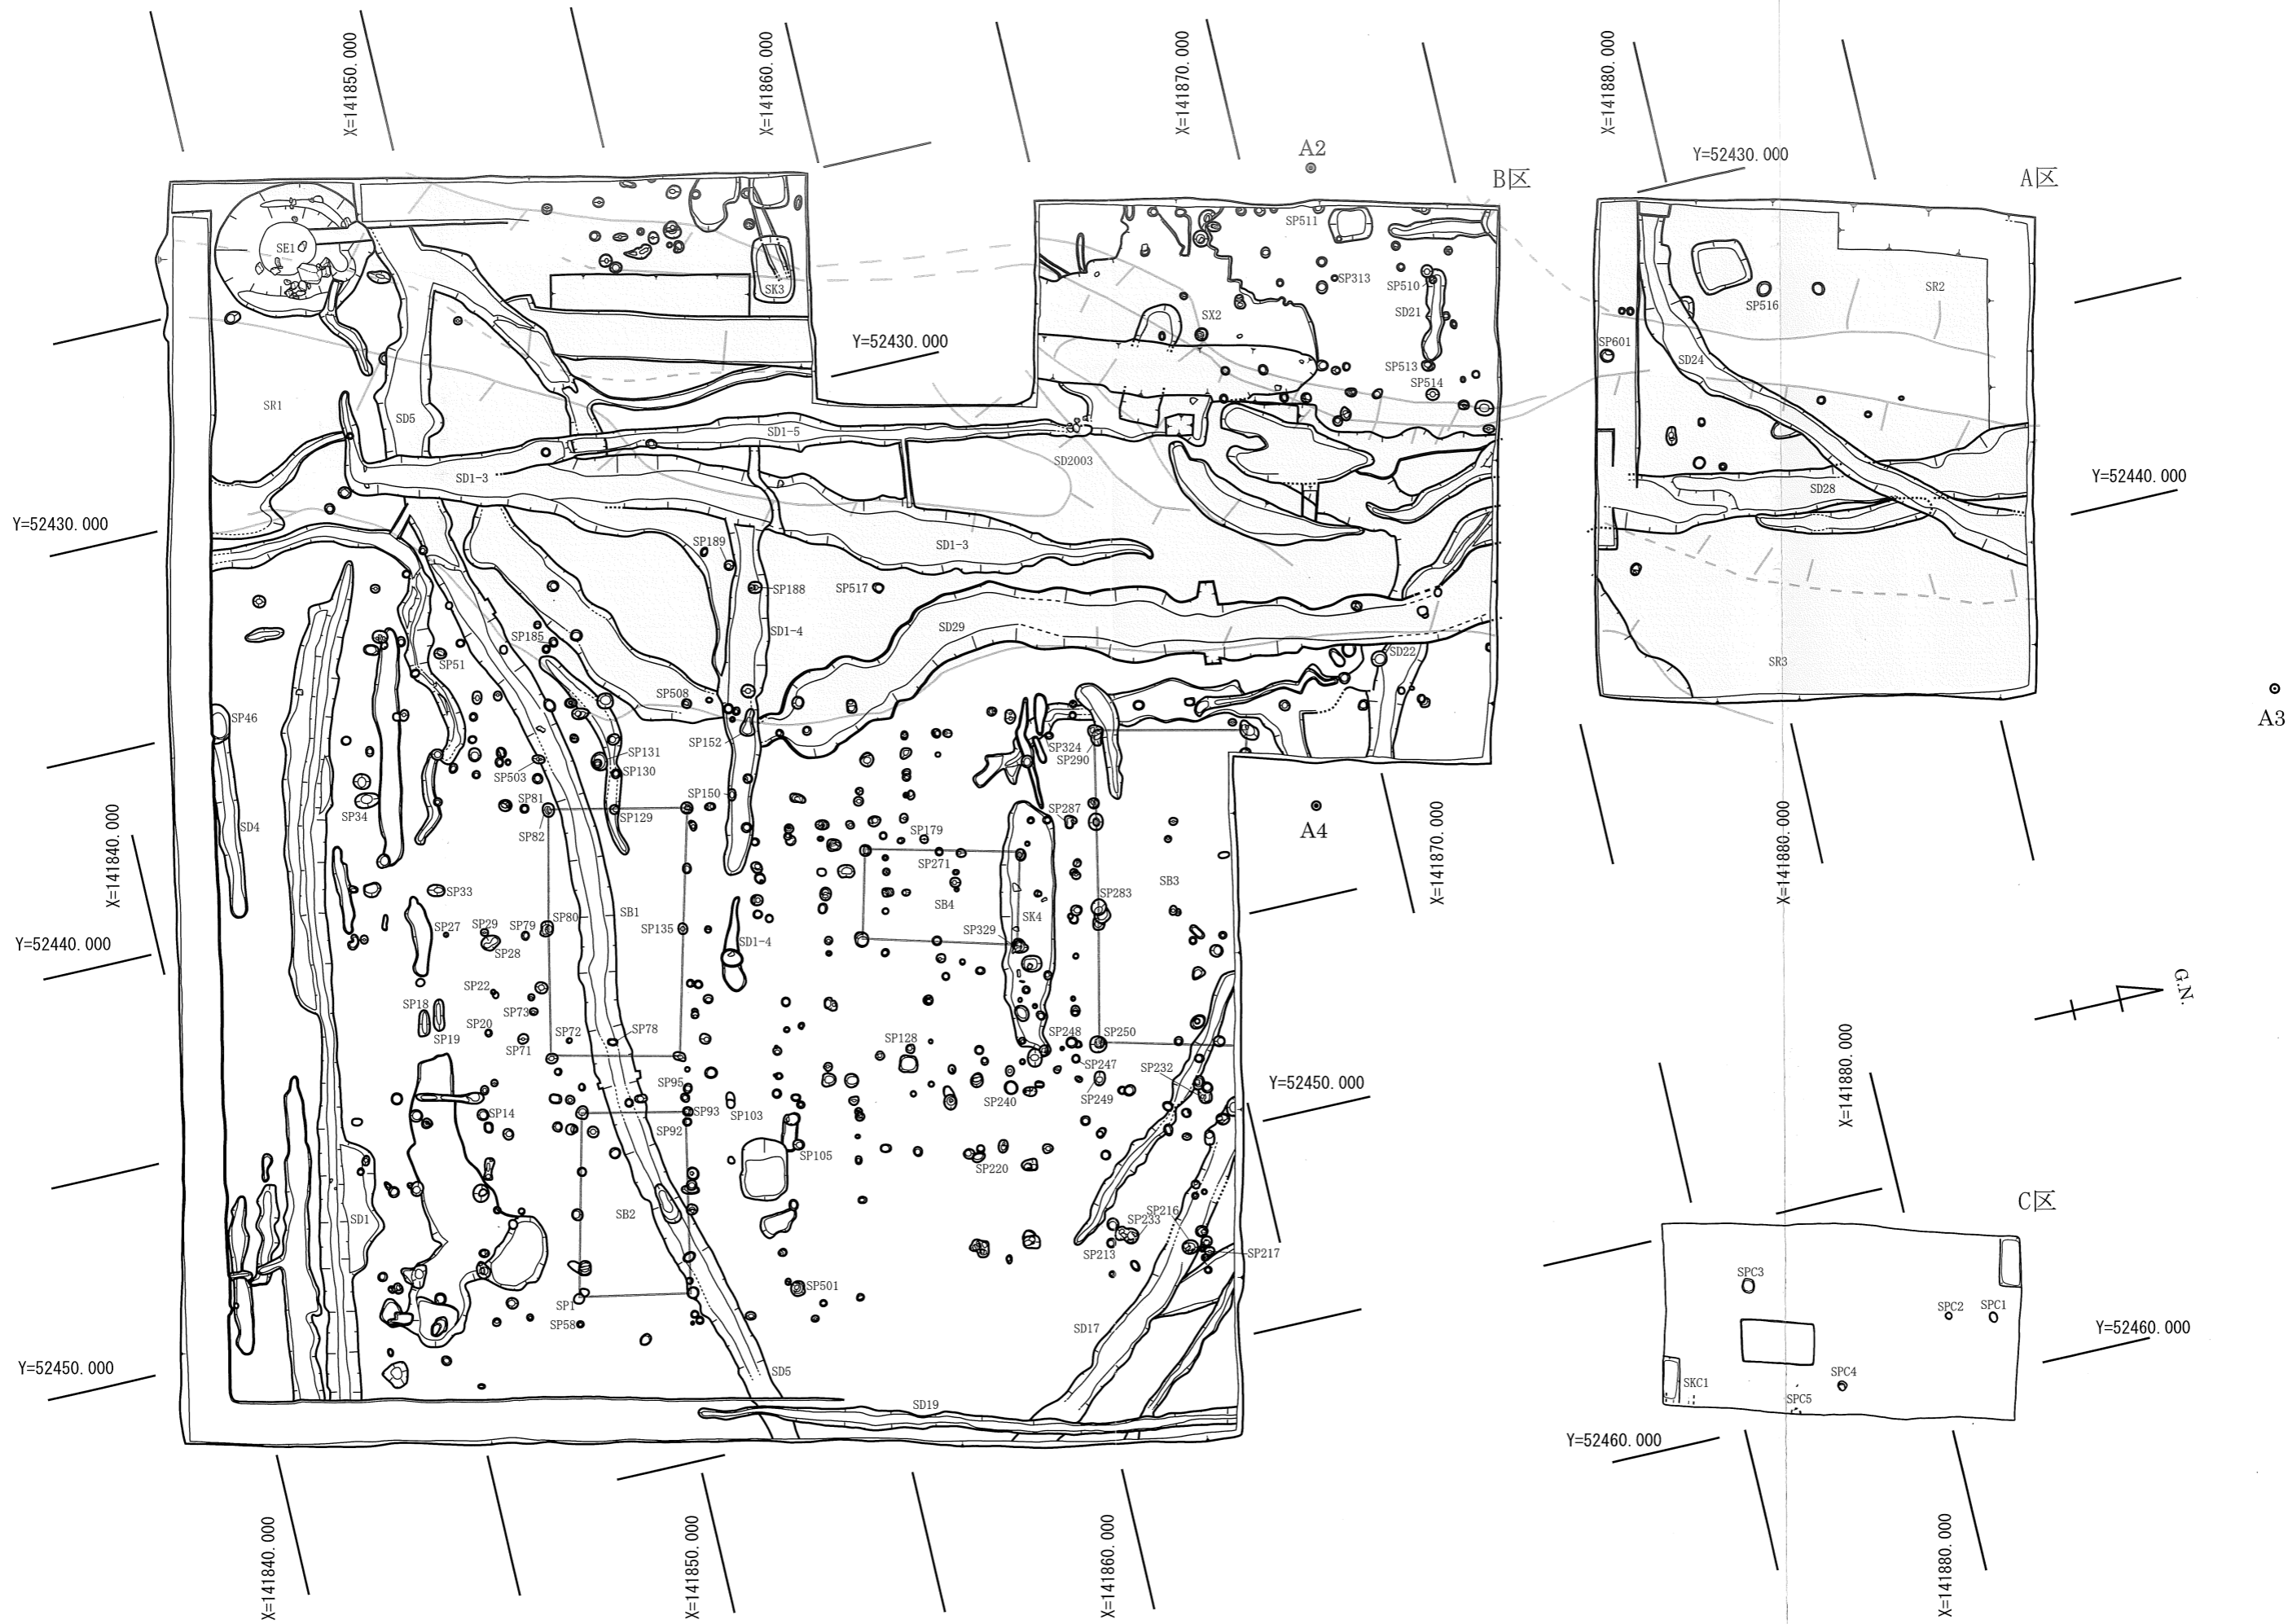 X=141850.000
X=141860.000
X=141870.000
X=141880.000
A2
B区
Y=52430.000
A区
SP511
SE1
SK3
SP313
SP510
SD21
SX2
SP516
SR2
Y=52430.000
SP601
SD24
SP513
SP514
SR1
SD5
SD1-5
SD2003
SD1-3
SD28
Y=52440.000
Y=52430.000
SP189
SD1-3
SP188
SP517
SD1-4
SD29
SP185
SP51
SD22
SR3
SP508
SP46
A3
SP152
SP131
SP130
SP324
SP290
SP503
SP150
SP81
SP34
SP129
SP287
SD4
SP82
A4
SP179
X=141840.000
X=141870.000
X=141880.000
SP271
SB3
SP33
SP283
SB4
SB1
SK4
SP80
SP27
SP29
SP79
SP135
SP329
SD1-4
SP28
Y=52440.000
SP22
G.N.
SP18
SP73
SP20
SP72
SP78
SP19
SP71
SP128
SP248
SP250
SP247
SP232
X=141880.000
SP95
Y=52450.000
SP240
SP249
SP14
SP93
SP103
SP92
SP105
SP220
C区
SD1
SB2
SP216
SP233
SP213
SP217
SPC3
SP501
SP1
SPC2
SPC1
SP58
SD17
Y=52460.000
Y=52450.000
SD5
SPC4
SKC1
SPC5
SD19
Y=52460.000
X=141840.000
X=141850.000
X=141860.000
X=141880.000